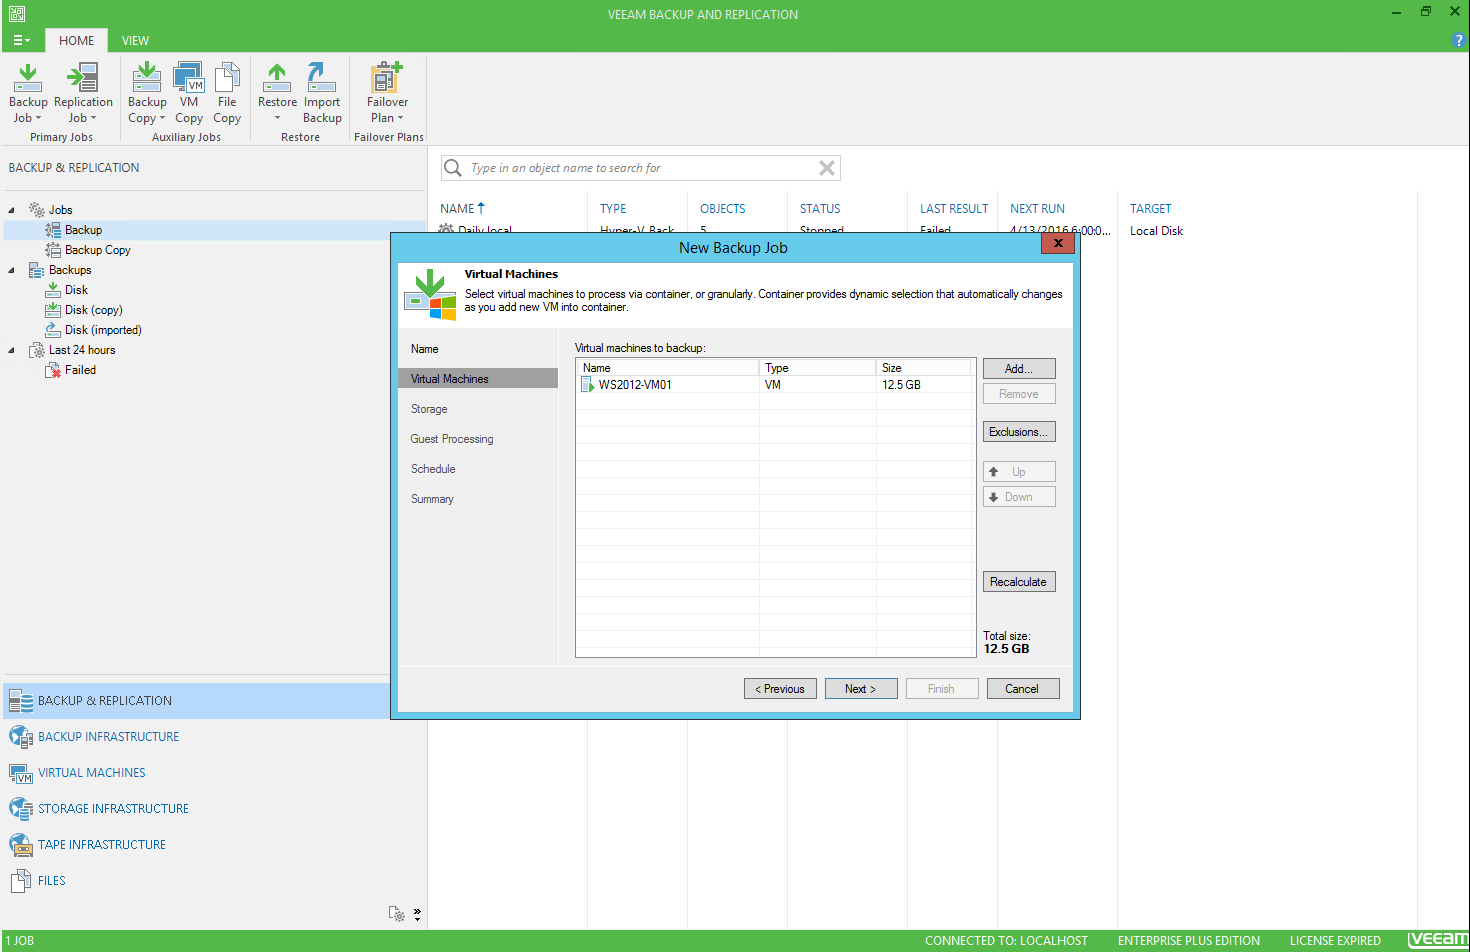 VEEAM BACKUP AND REPLICATION
HOME VIEW
Backup Job
Replication Job
Primary Jobs
Backup Copy
VM Copy
File Copy
Auxiliary Jobs
Restore
Import Backup
Restore
Failover Plan
Failover Plans
BACKUP & REPLICATION
Jobs
Backup
Backup Copy
Backups
Disk
Disk (copy)
Disk (imported)
Last 24 hours
Failed
BACKUP & REPLICATION
BACKUP INFRASTRUCTURE
VIRTUAL MACHINES
STORAGE INFRASTRUCTURE
TAPE INFRASTRUCTURE
FILES
Type in an object name to search for
NAME TYPE OBJECTS STATUS LAST RESULT NEXT RUN TARGET
Daily local Hyper-V Back 5 Stopped Failed 4/13/2016 6:00:0... Local Disk
New Backup Job
Virtual Machines
Select virtual machines to process via container, or granularly. Container provides dynamic selection that automatically changes
as you add new VM into container.
Name
Virtual Machines
Storage
Guest Processing
Schedule
Summary
Virtual machines to backup:
Name Type Size
WS2012-VM01 VM 12.5 GB
Add...
Remove
Exclusions...
Up
Down
Recalculate
Total size:
12.5 GB
< Previous Next > Finish Cancel
1 JOB CONNECTED TO: LOCALHOST ENTERPRISE PLUS EDITION LICENSE EXPIRED veeam